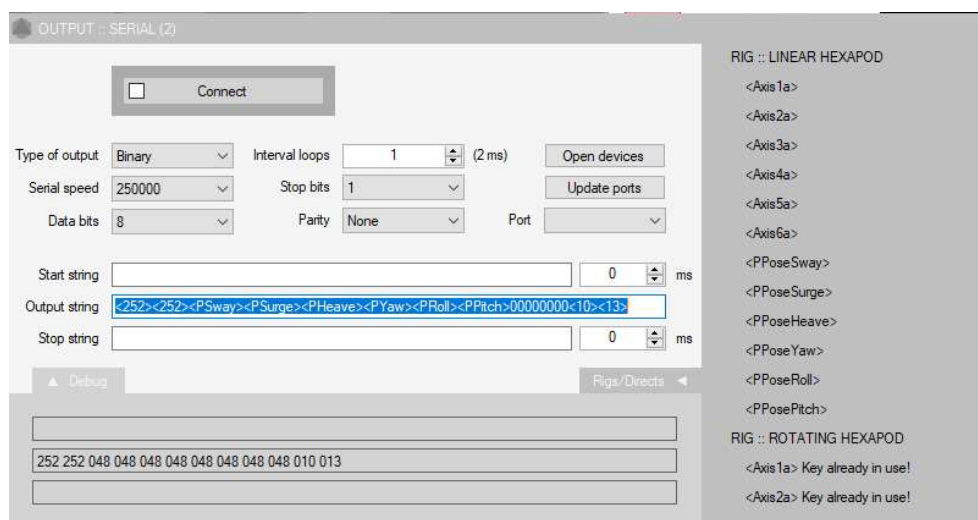 OUTPUT :: SERIAL (2)
Connect
Type of output Binary Interval loops 1 (2 ms) Open devices
Serial speed 250000 Stop bits 1 Update ports
Data bits 8 Parity None Port
Start string 0 ms
Output string <252><252><PSway><PSurge><PHeave><PYaw><PRoll><PPitch>00000000<10><13>
Stop string 0 ms
Debug Rigs/Directs
252 252 048 048 048 048 048 048 048 048 010 013
RIG :: LINEAR HEXAPOD
<Axis1a>
<Axis2a>
<Axis3a>
<Axis4a>
<Axis5a>
<Axis6a>
<PPoseSway>
<PPoseSurge>
<PPoseHeave>
<PPoseYaw>
<PPoseRoll>
<PPosePitch>
RIG :: ROTATING HEXAPOD
<Axis1a> Key already in use!
<Axis2a> Key already in use!